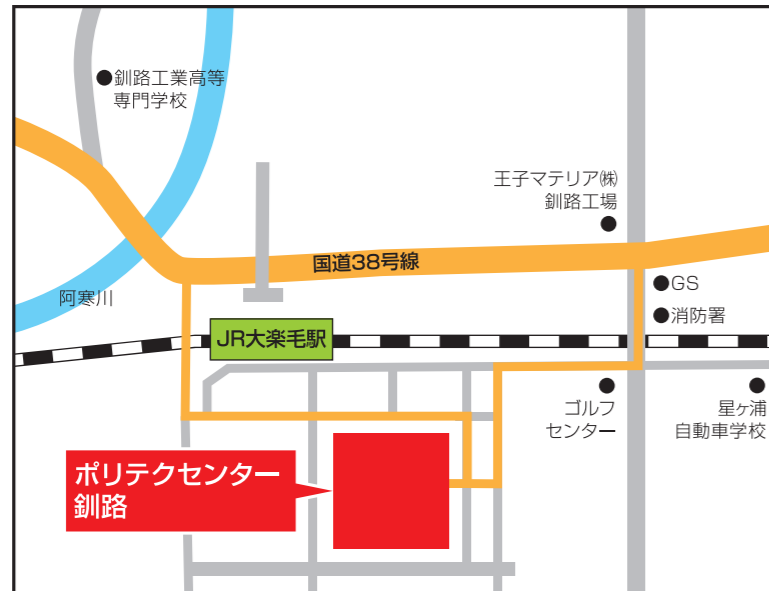 釧路工業高等
専門学校
王子マテリア㈱
釧路工場
国道38号線
GS
阿寒川
消防署
JR大楽毛駅
ゴルフ
センター
星ヶ浦
自動車学校
ポリテクセンター
釧路